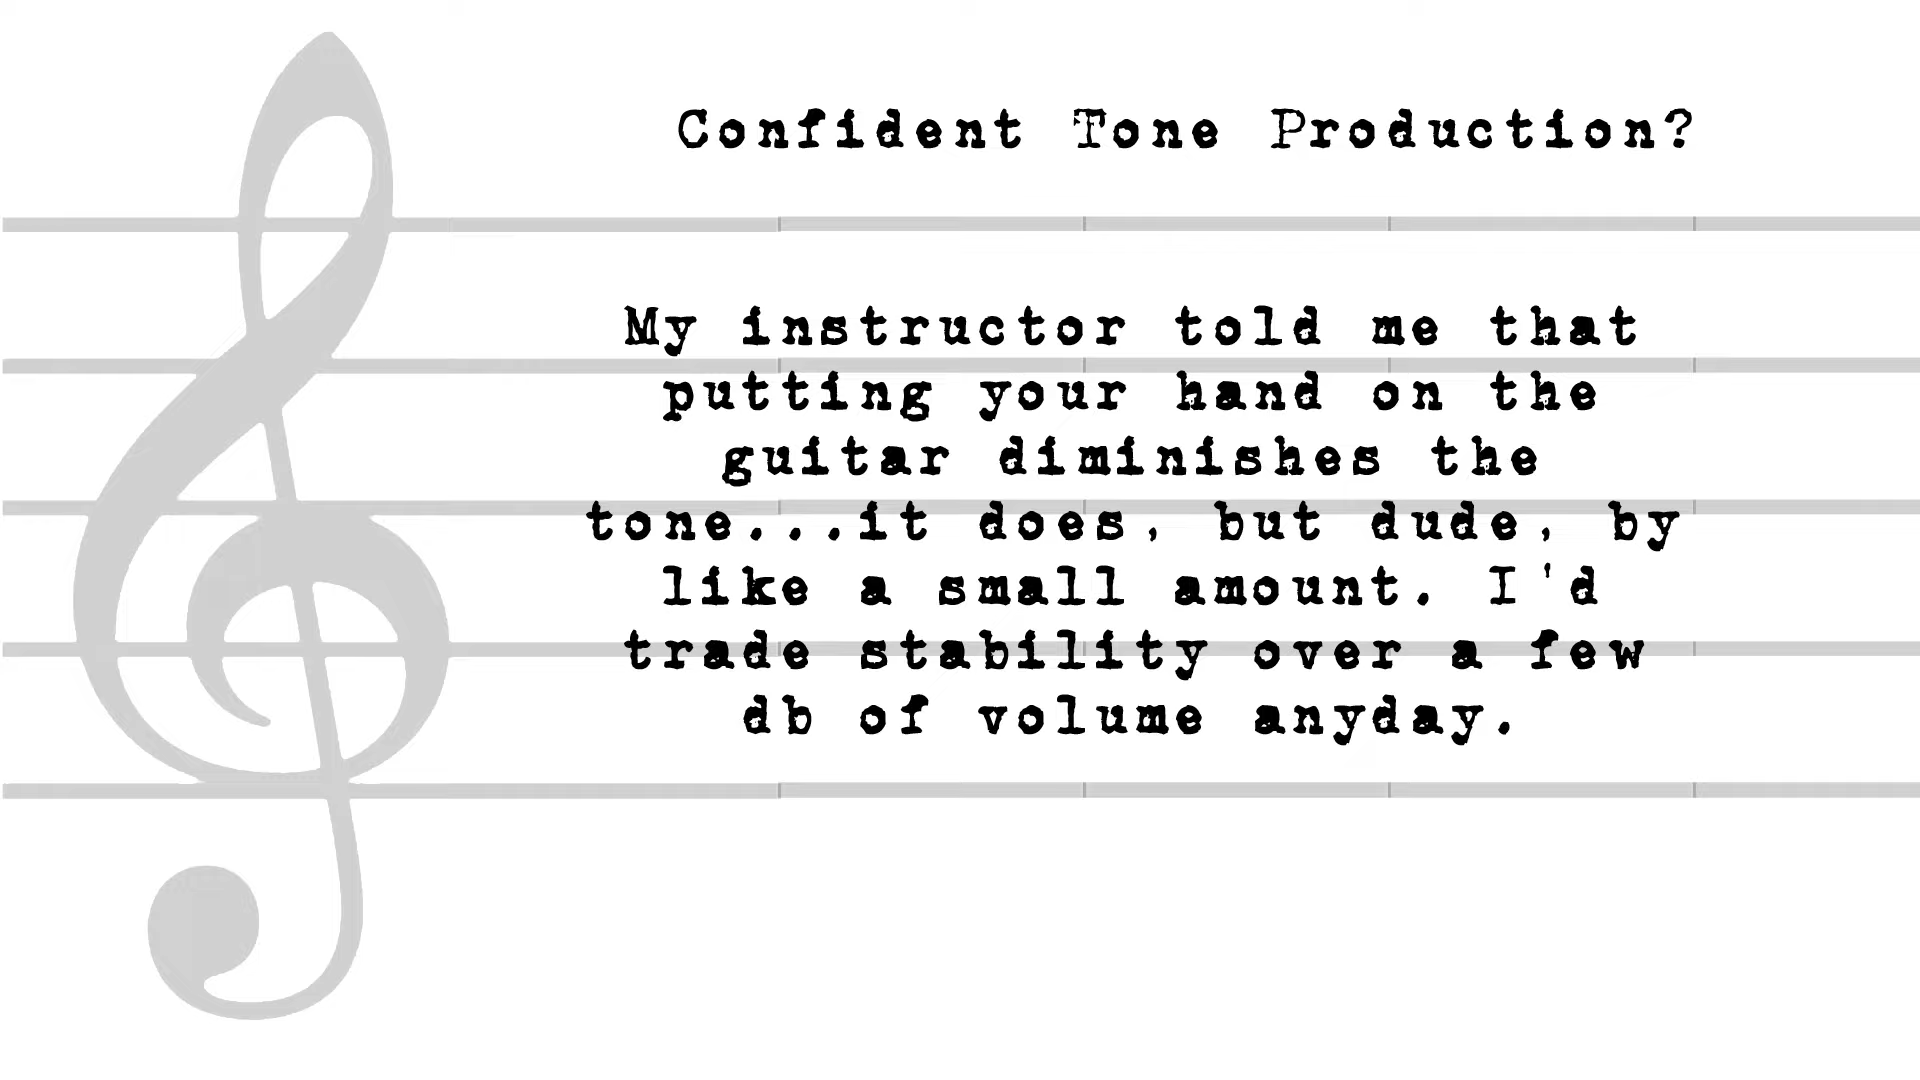 Confident Tone Production?
My instructor told me that
putting your hand on the
guitar diminishes the
tone...it does, but dude, by
like a small amount. I'd
trade stability over a few
db of volume anyday.